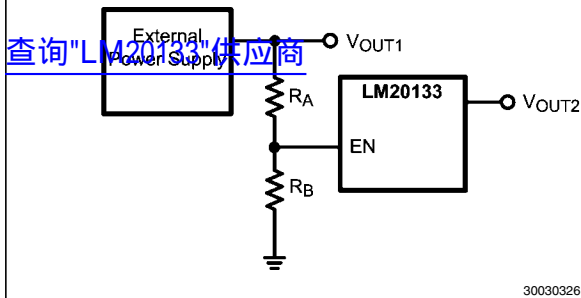 External
Power Supply
查询"LM20133"供应商
VOUT1
RA
LM20133
VOUT2
EN
RB
30030326